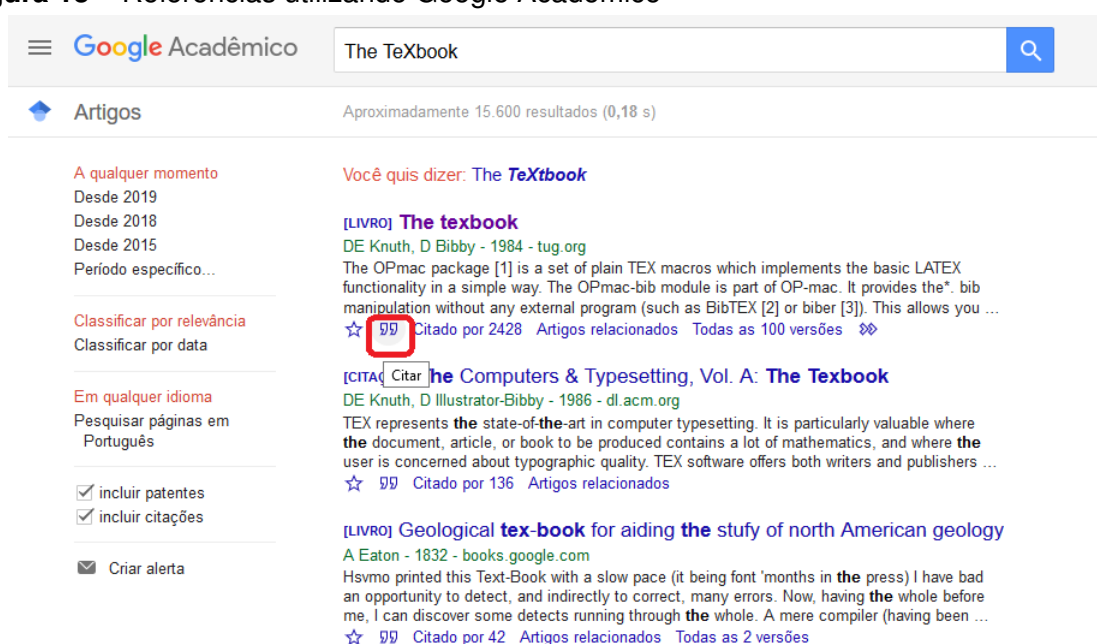 Referências utilizando Google Acadêmico
Google Acadêmico
The TeXbook
Artigos
Aproximadamente 15.600 resultados (0,18 s)
A qualquer momento
Desde 2019
Desde 2018
Desde 2015
Período específico...
Classificar por relevância
Classificar por data
Em qualquer idioma
Pesquisar páginas em
Português
incluir patentes
incluir citações
Criar alerta
Você quis dizer: The TeXtbook
[LIVRO] The texbook
DE Knuth, D Bibby - 1984 - tug.org
The OPmac package [1] is a set of plain TEX macros which implements the basic LATEX
functionality in a simple way. The OPmac-bib module is part of OP-mac. It provides the*. bib
manipulation without any external program (such as BibTEX [2] or biber [3]). This allows you ...
Citado por 2428 Artigos relacionados Todas as 100 versões
Citar
he Computers & Typesetting, Vol. A: The Texbook
DE Knuth, D Illustrator-Bibby - 1986 - dl.acm.org
TEX represents the state-of-the-art in computer typesetting. It is particularly valuable where
the document, article, or book to be produced contains a lot of mathematics, and where the
user is concerned about typographic quality. TEX software offers both writers and publishers ...
Citado por 136 Artigos relacionados
[LIVRO] Geological tex-book for aiding the stufy of north American geology
A Eaton - 1832 - books.google.com
Hsvmo printed this Text-Book with a slow pace (it being font 'months in the press) I have bad
an opportunity to detect, and indirectly to correct, many errors. Now, having the whole before
me, I can discover some detects running through the whole. A mere compiler (having been ...
Citado por 42 Artigos relacionados Todas as 2 versões